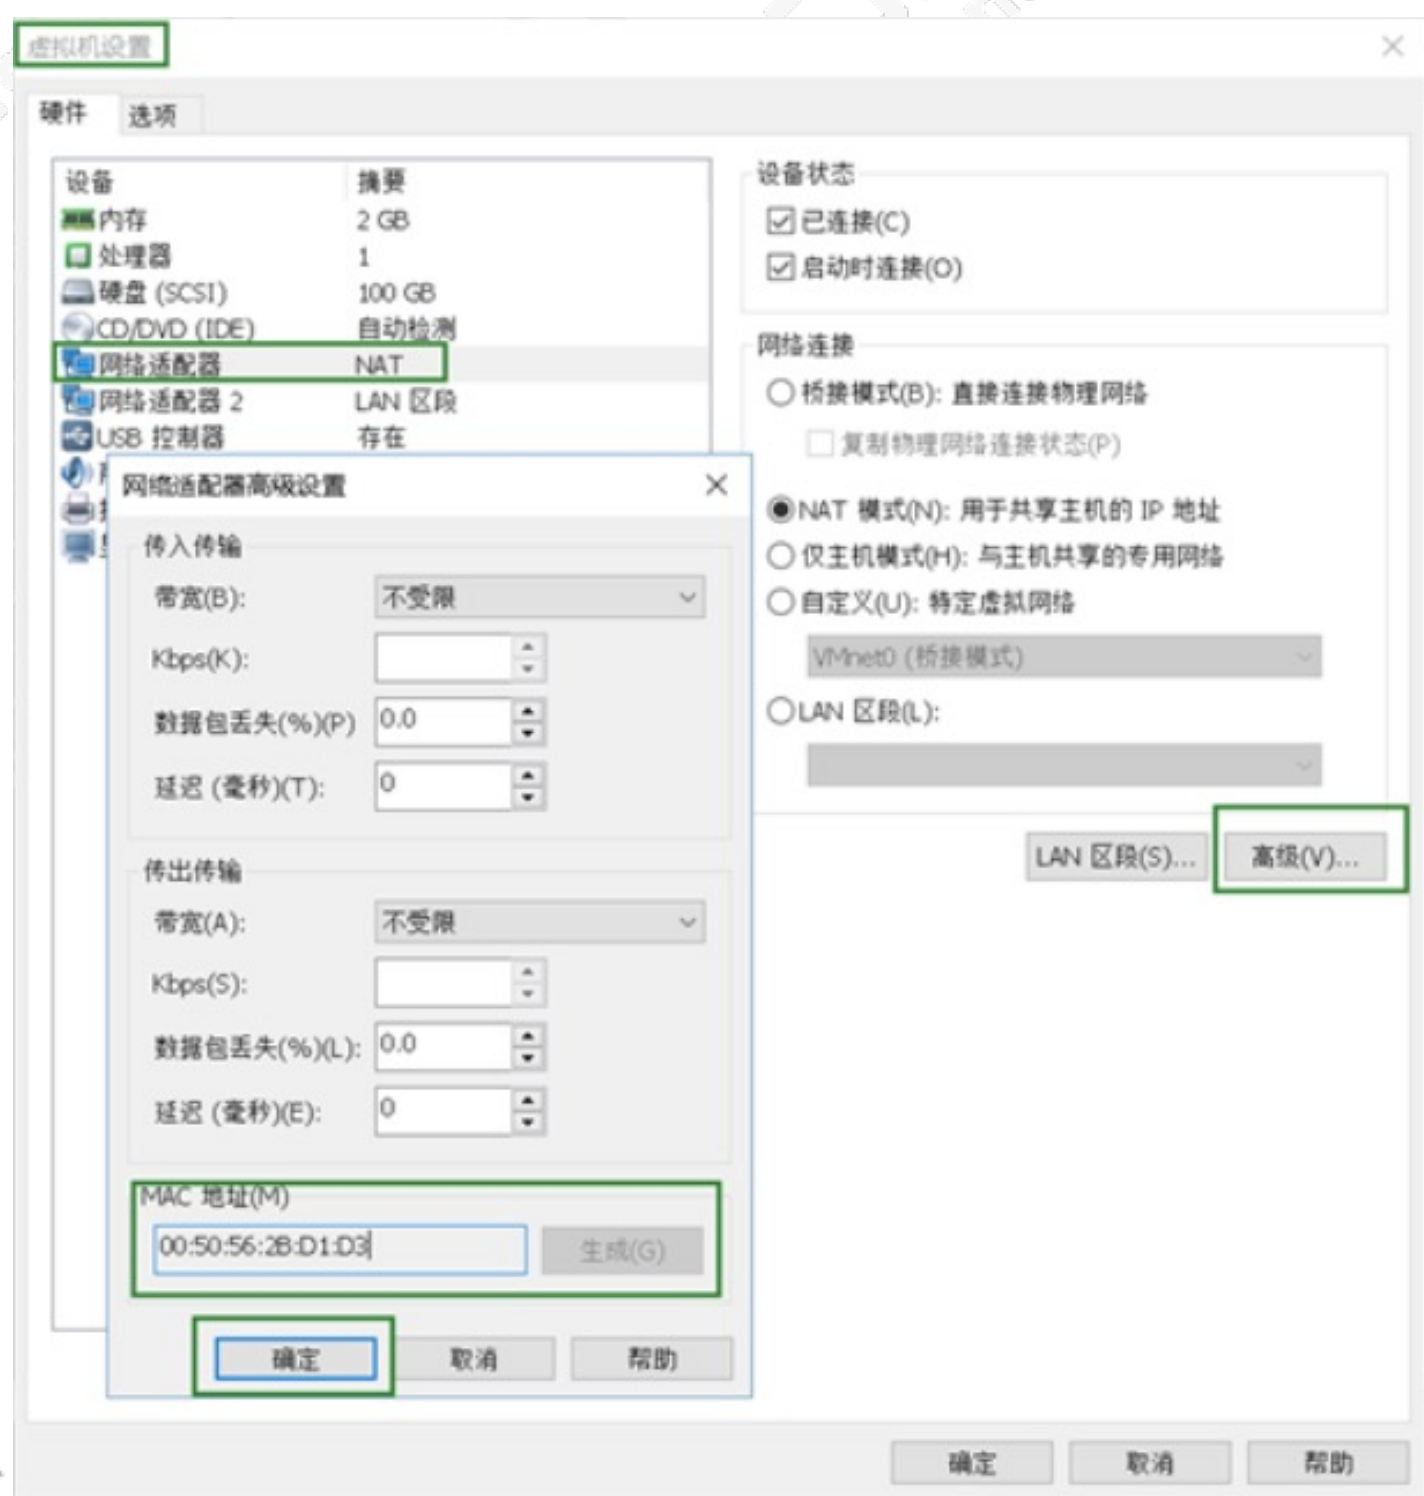 虚拟机设置
硬件 选项
设备 摘要
内存 2 GB
处理器 1
硬盘 (SCSI) 100 GB
CD/DVD (IDE) 自动检测
网络适配器 NAT
网络适配器 2 LAN 区段
USB 控制器 存在
设备状态
已连接(C)
启动时连接(O)
网络连接
桥接模式(B): 直接连接物理网络
复制物理网络连接状态(P)
NAT 模式(N): 用于共享主机的 IP 地址
仅主机模式(H): 与主机共享的专用网络
自定义(U): 特定虚拟网络
VMnet0 (桥接模式)
LAN 区段(L):
LAN 区段(S)... 高级(V)...
网络适配器高级设置
传入传输
带宽(B): 不受限
Kbps(K):
数据包丢失(%)(P) 0.0
延迟 (毫秒)(T): 0
传出传输
带宽(A): 不受限
Kbps(S):
数据包丢失(%)(L): 0.0
延迟 (毫秒)(E): 0
MAC 地址(M)
00:50:56:2B:D1:D3 生成(G)
确定 取消 帮助
确定 取消 帮助